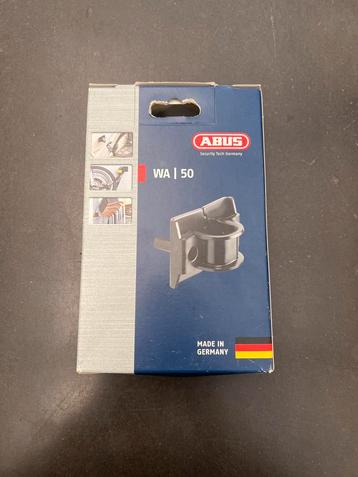 ABUS
Security Tech Germany
WA | 50
MADE IN
GERMANY